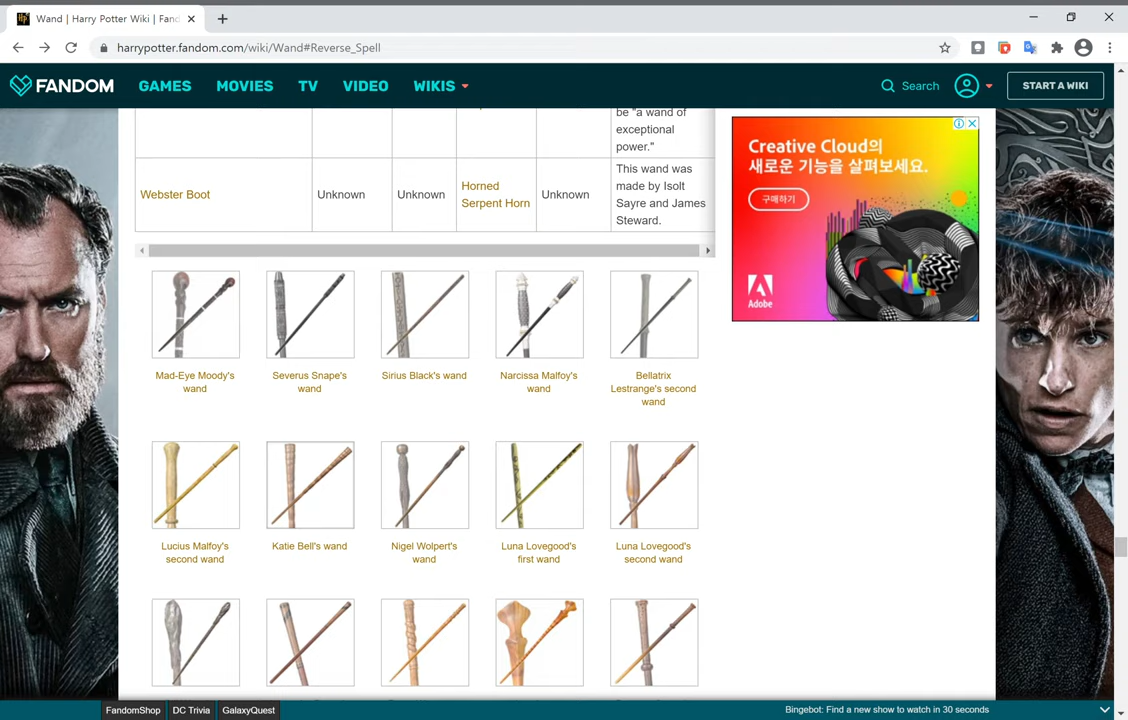 Wand | Harry Potter Wiki | Fand
harrypotter.fandom.com/wiki/Wand#Reverse_Spell
FANDOM GAMES MOVIES TV VIDEO WIKIS Search START A WIKI
be "a wand of
exceptional
power."
Webster Boot
Unknown
Unknown
Horned
Serpent Horn
Unknown
This wand was
made by Isolt
Sayre and James
Steward.
Creative Cloud의
새로운 기능을 살펴보세요.
구매하기
Adobe
Mad-Eye Moody's
wand
Severus Snape's
wand
Sirius Black's wand
Narcissa Malfoy's
wand
Bellatrix
Lestrange's second
wand
Lucius Malfoy's
second wand
Katie Bell's wand
Nigel Wolpert's
wand
Luna Lovegood's
first wand
Luna Lovegood's
second wand
FandomShop DC Trivia GalaxyQuest Bingebot: Find a new show to watch in 30 seconds